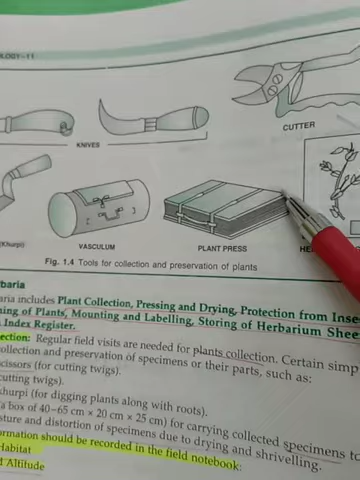 OLOGY–11
KNIVES
CUTTER
(Khurpi)
VASCULUM
PLANT PRESS
HE
Fig. 1.4 Tools for collection and preservation of plants
baria
aria includes Plant Collection, Pressing and Drying, Protection from Inse
ning of Plants, Mounting and Labelling, Storing of Herbarium Shee
Index Register.
ection: Regular field visits are needed for plants collection. Certain simp
collection and preservation of specimens or their parts, such as:
cissors (for cutting twigs).
cutting twigs).
khurpi (for digging plants along with roots).
a box of 40–65 cm × 20 cm × 25 cm) for carrying collected specimens to
sture and distortion of specimens due to drying and shrivelling.
ormation should be recorded in the field notebook:
Habitat
d Altitude